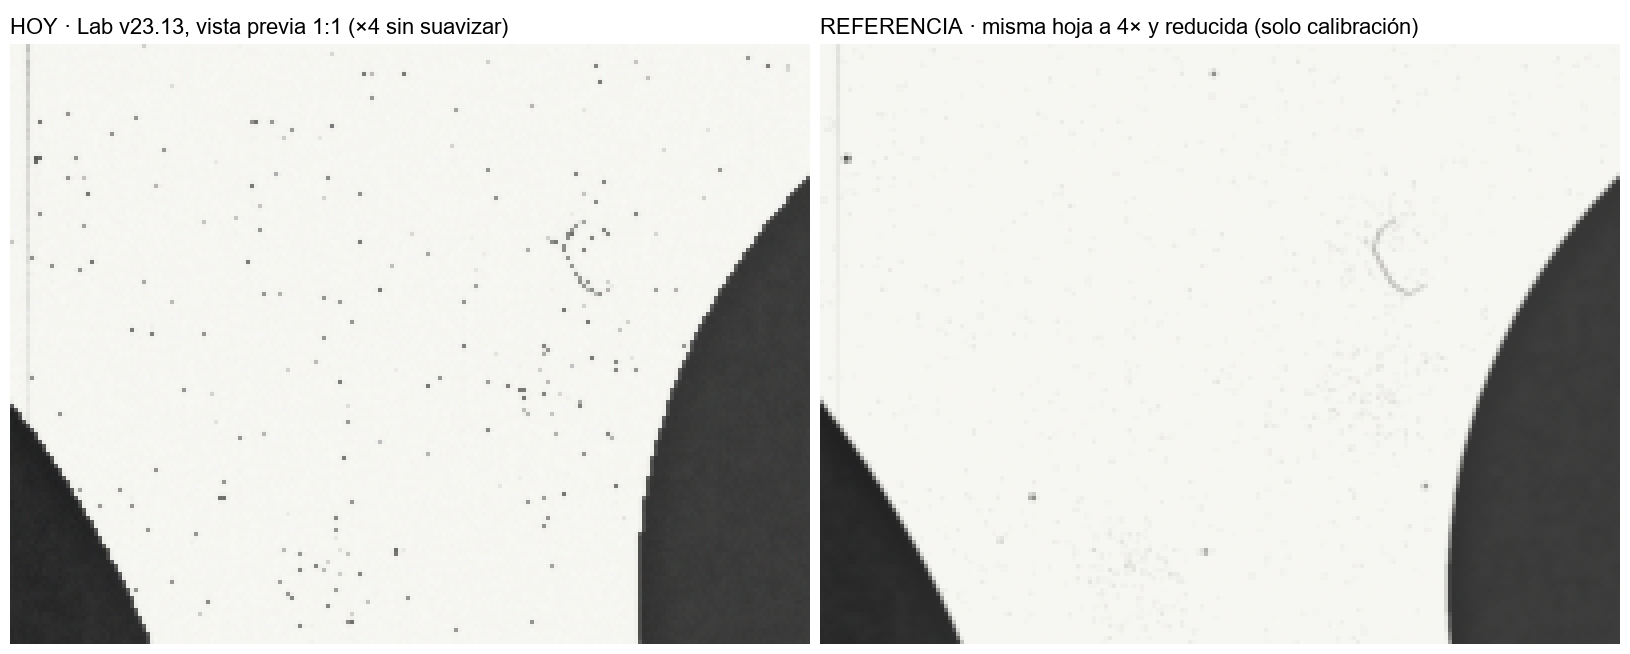 HOY · Lab v23.13, vista previa 1:1 (×4 sin suavizar)
REFERENCIA · misma hoja a 4× y reducida (solo calibración)